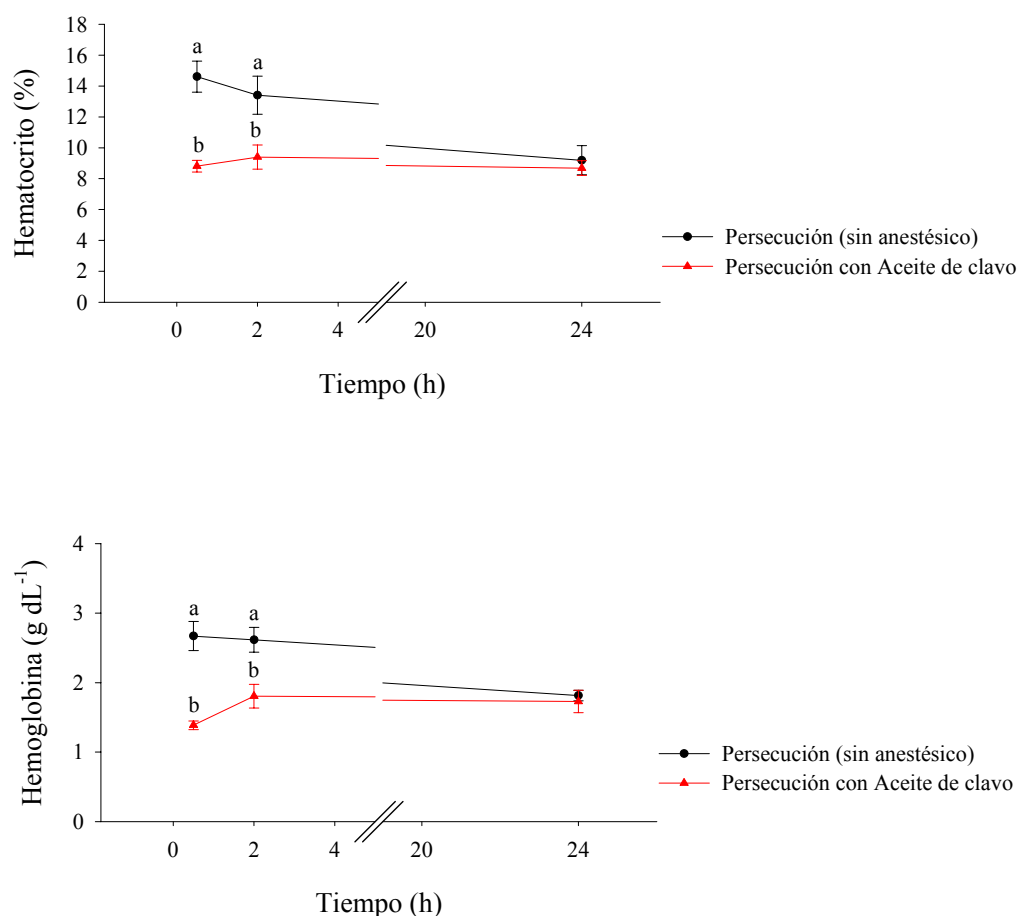 18
16
14
12
10
8
6
4
2
0
Hematocrito (%)
a
a
b
b
Persecución (sin anestésico)
Persecución con Aceite de clavo
0 2 4 20 24
Tiempo (h)
4
3
2
1
0
Hemoglobina (g dL⁻¹)
a
a
b
b
Persecución (sin anestésico)
Persecución con Aceite de clavo
0 2 4 20 24
Tiempo (h)